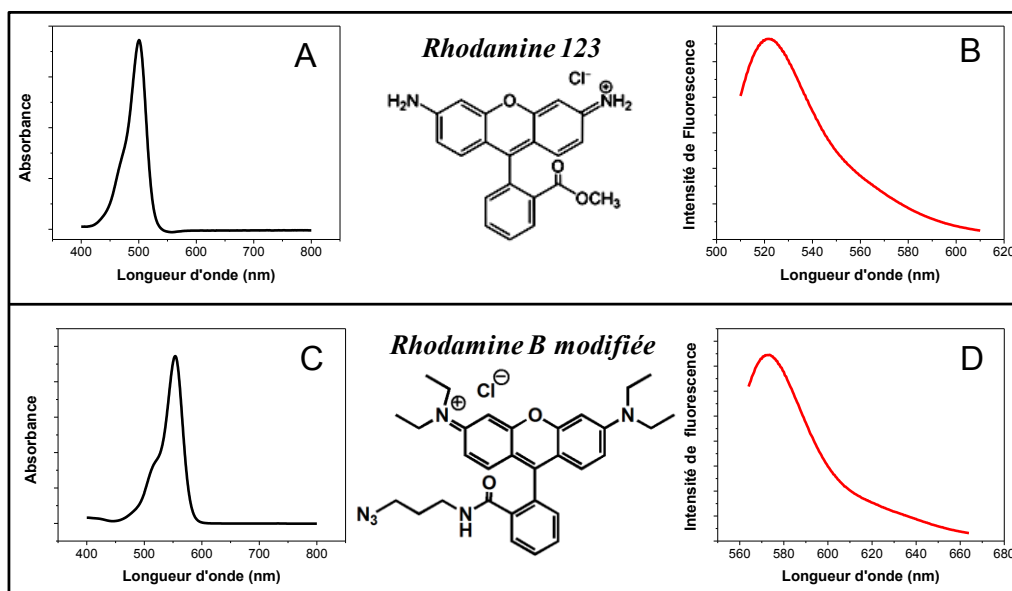 A
Absorbance
400 500 600 700 800
Longueur d'onde (nm)
Rhodamine 123
Cl⁻
H₂N O NH₂
+
O
OCH₃
B
Intensité de Fluorescence
500 520 540 560 580 600 620
Longueur d'onde (nm)
C
Absorbance
400 500 600 700 800
Longueur d'onde (nm)
Rhodamine B modifiée
Cl⊖
⊕
N O N
O
N₃ N
H
D
Intensité de fluorescence
560 580 600 620 640 660 680
Longueur d'onde (nm)